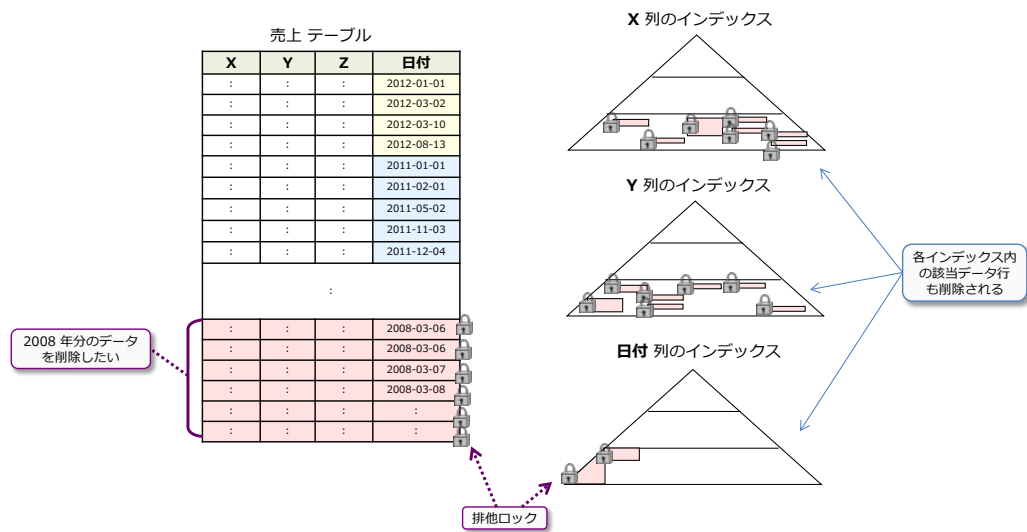 売上 テーブル
X Y Z 日付
: : : 2012-01-01
: : : 2012-03-02
: : : 2012-03-10
: : : 2012-08-13
: : : 2011-01-01
: : : 2011-02-01
: : : 2011-05-02
: : : 2011-11-03
: : : 2011-12-04
:
: : : 2008-03-06
: : : 2008-03-06
: : : 2008-03-07
: : : 2008-03-08
: : : :
: : : :
2008 年分のデータ
を削除したい
排他ロック
X 列のインデックス
Y 列のインデックス
日付 列のインデックス
各インデックス内
の該当データ行
も削除される